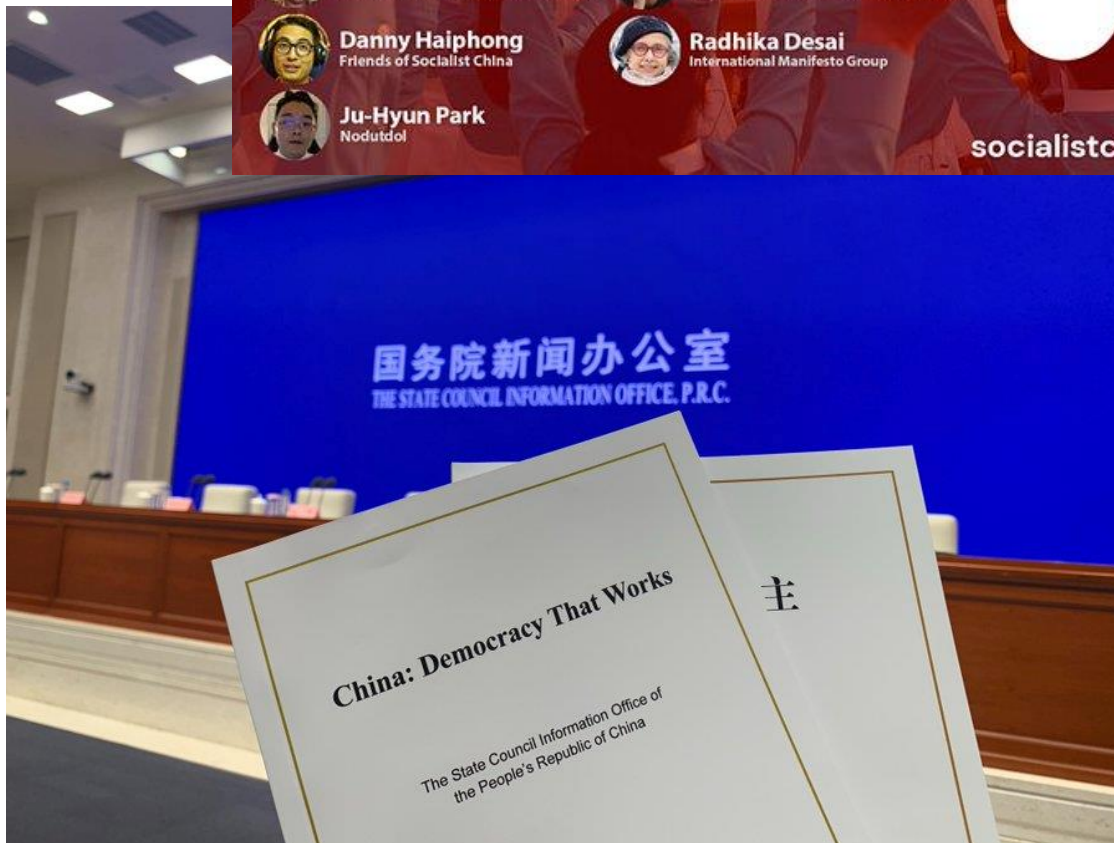 Danny Haiphong
Friends of Socialist China
Radhika Desai
International Manifesto Group
Ju-Hyun Park
Nodutdol
socialistc
国务院新闻办公室
THE STATE COUNCIL INFORMATION OFFICE, P.R.C.
China: Democracy That Works
主
The State Council Information Office of
the People's Republic of China